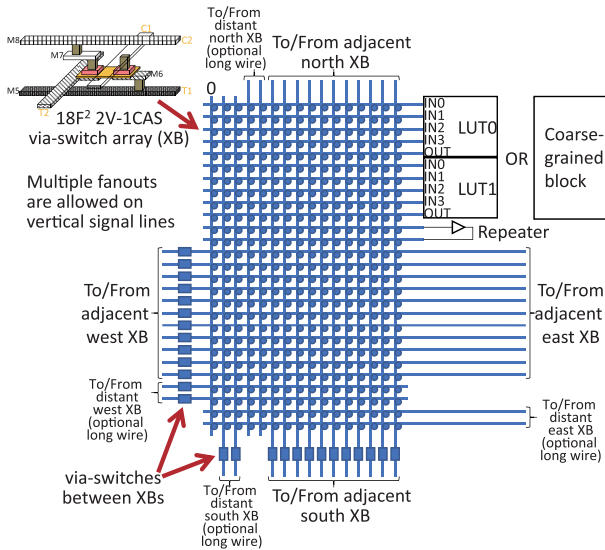 To/From
distant
north XB
(optional
long wire)
To/From adjacent
north XB
M8
C1
C2
M7
M6
M5
T1
T2
0
18F² 2V-1CAS
via-switch array (XB)
Multiple fanouts
are allowed on
vertical signal lines
IN0
IN1
IN2
IN3
OUT
LUT0
IN0
IN1
IN2
IN3
OUT
LUT1
OR
Coarse-
grained
block
Repeater
To/From
adjacent
west XB
To/From
adjacent
east XB
To/From
distant
west XB
(optional
long wire)
To/From
distant
east XB
(optional
long wire)
via-switches
between XBs
To/From
distant
south XB
(optional
long wire)
To/From adjacent
south XB